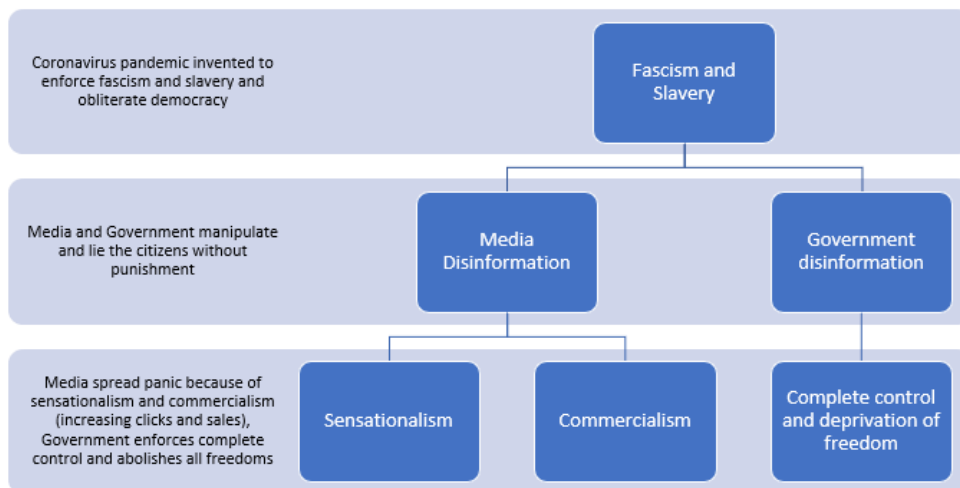 Coronavirus pandemic invented to
enforce fascism and slavery and
obliterate democracy
Fascism and
Slavery
Media and Government manipulate
and lie the citizens without
punishment
Media
Disinformation
Government
disinformation
Media spread panic because of
sensationalism and commercialism
(increasing clicks and sales),
Government enforces complete
control and abolishes all freedoms
Sensationalism
Commercialism
Complete control
and deprivation of
freedom